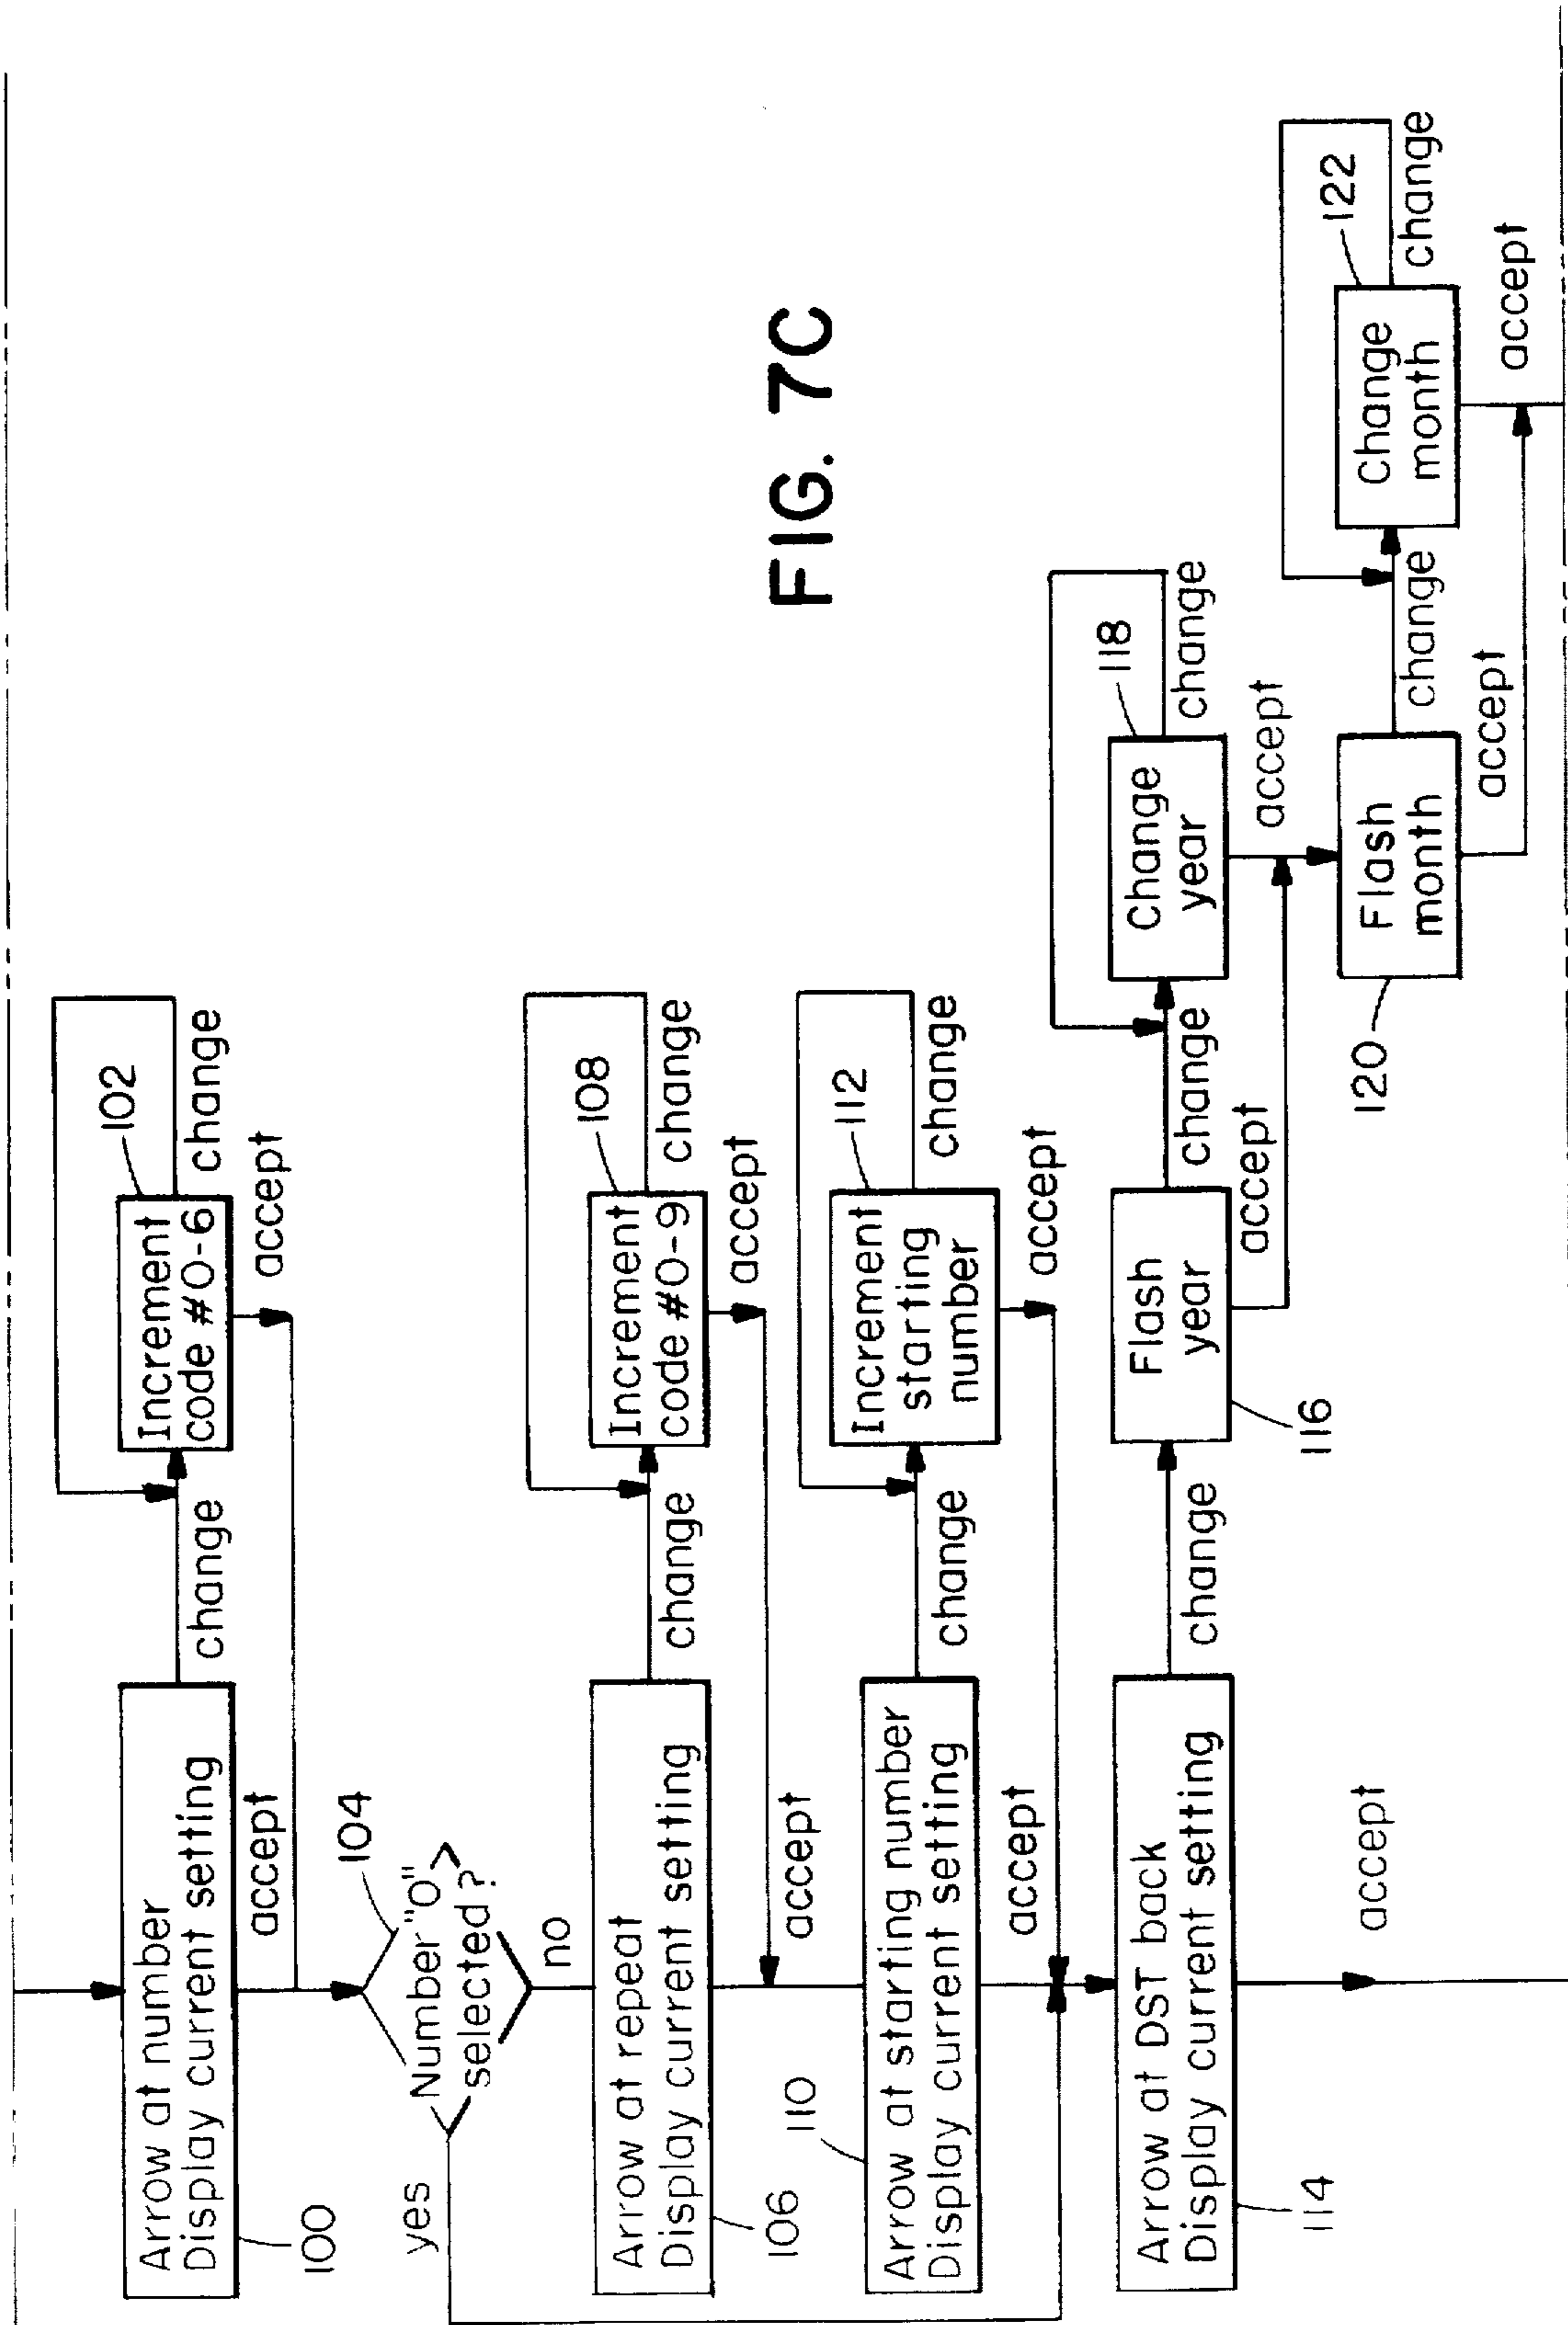 Arrow at number
Display current setting
100
change
Increment
code #0-6
102
change
accept
accept
104
Number "0"
selected?
yes
no
Arrow at repeat
Display current setting
106
change
Increment
code #0-9
108
change
accept
accept
110
Arrow at starting number
Display current setting
change
Increment
starting
number
112
change
accept
accept
Arrow at DST back
Display current setting
114
change
Flash
year
116
change
Change
year
118
change
accept
accept
accept
Flash
month
120
change
Change
month
122
change
accept
accept
FIG. 7C